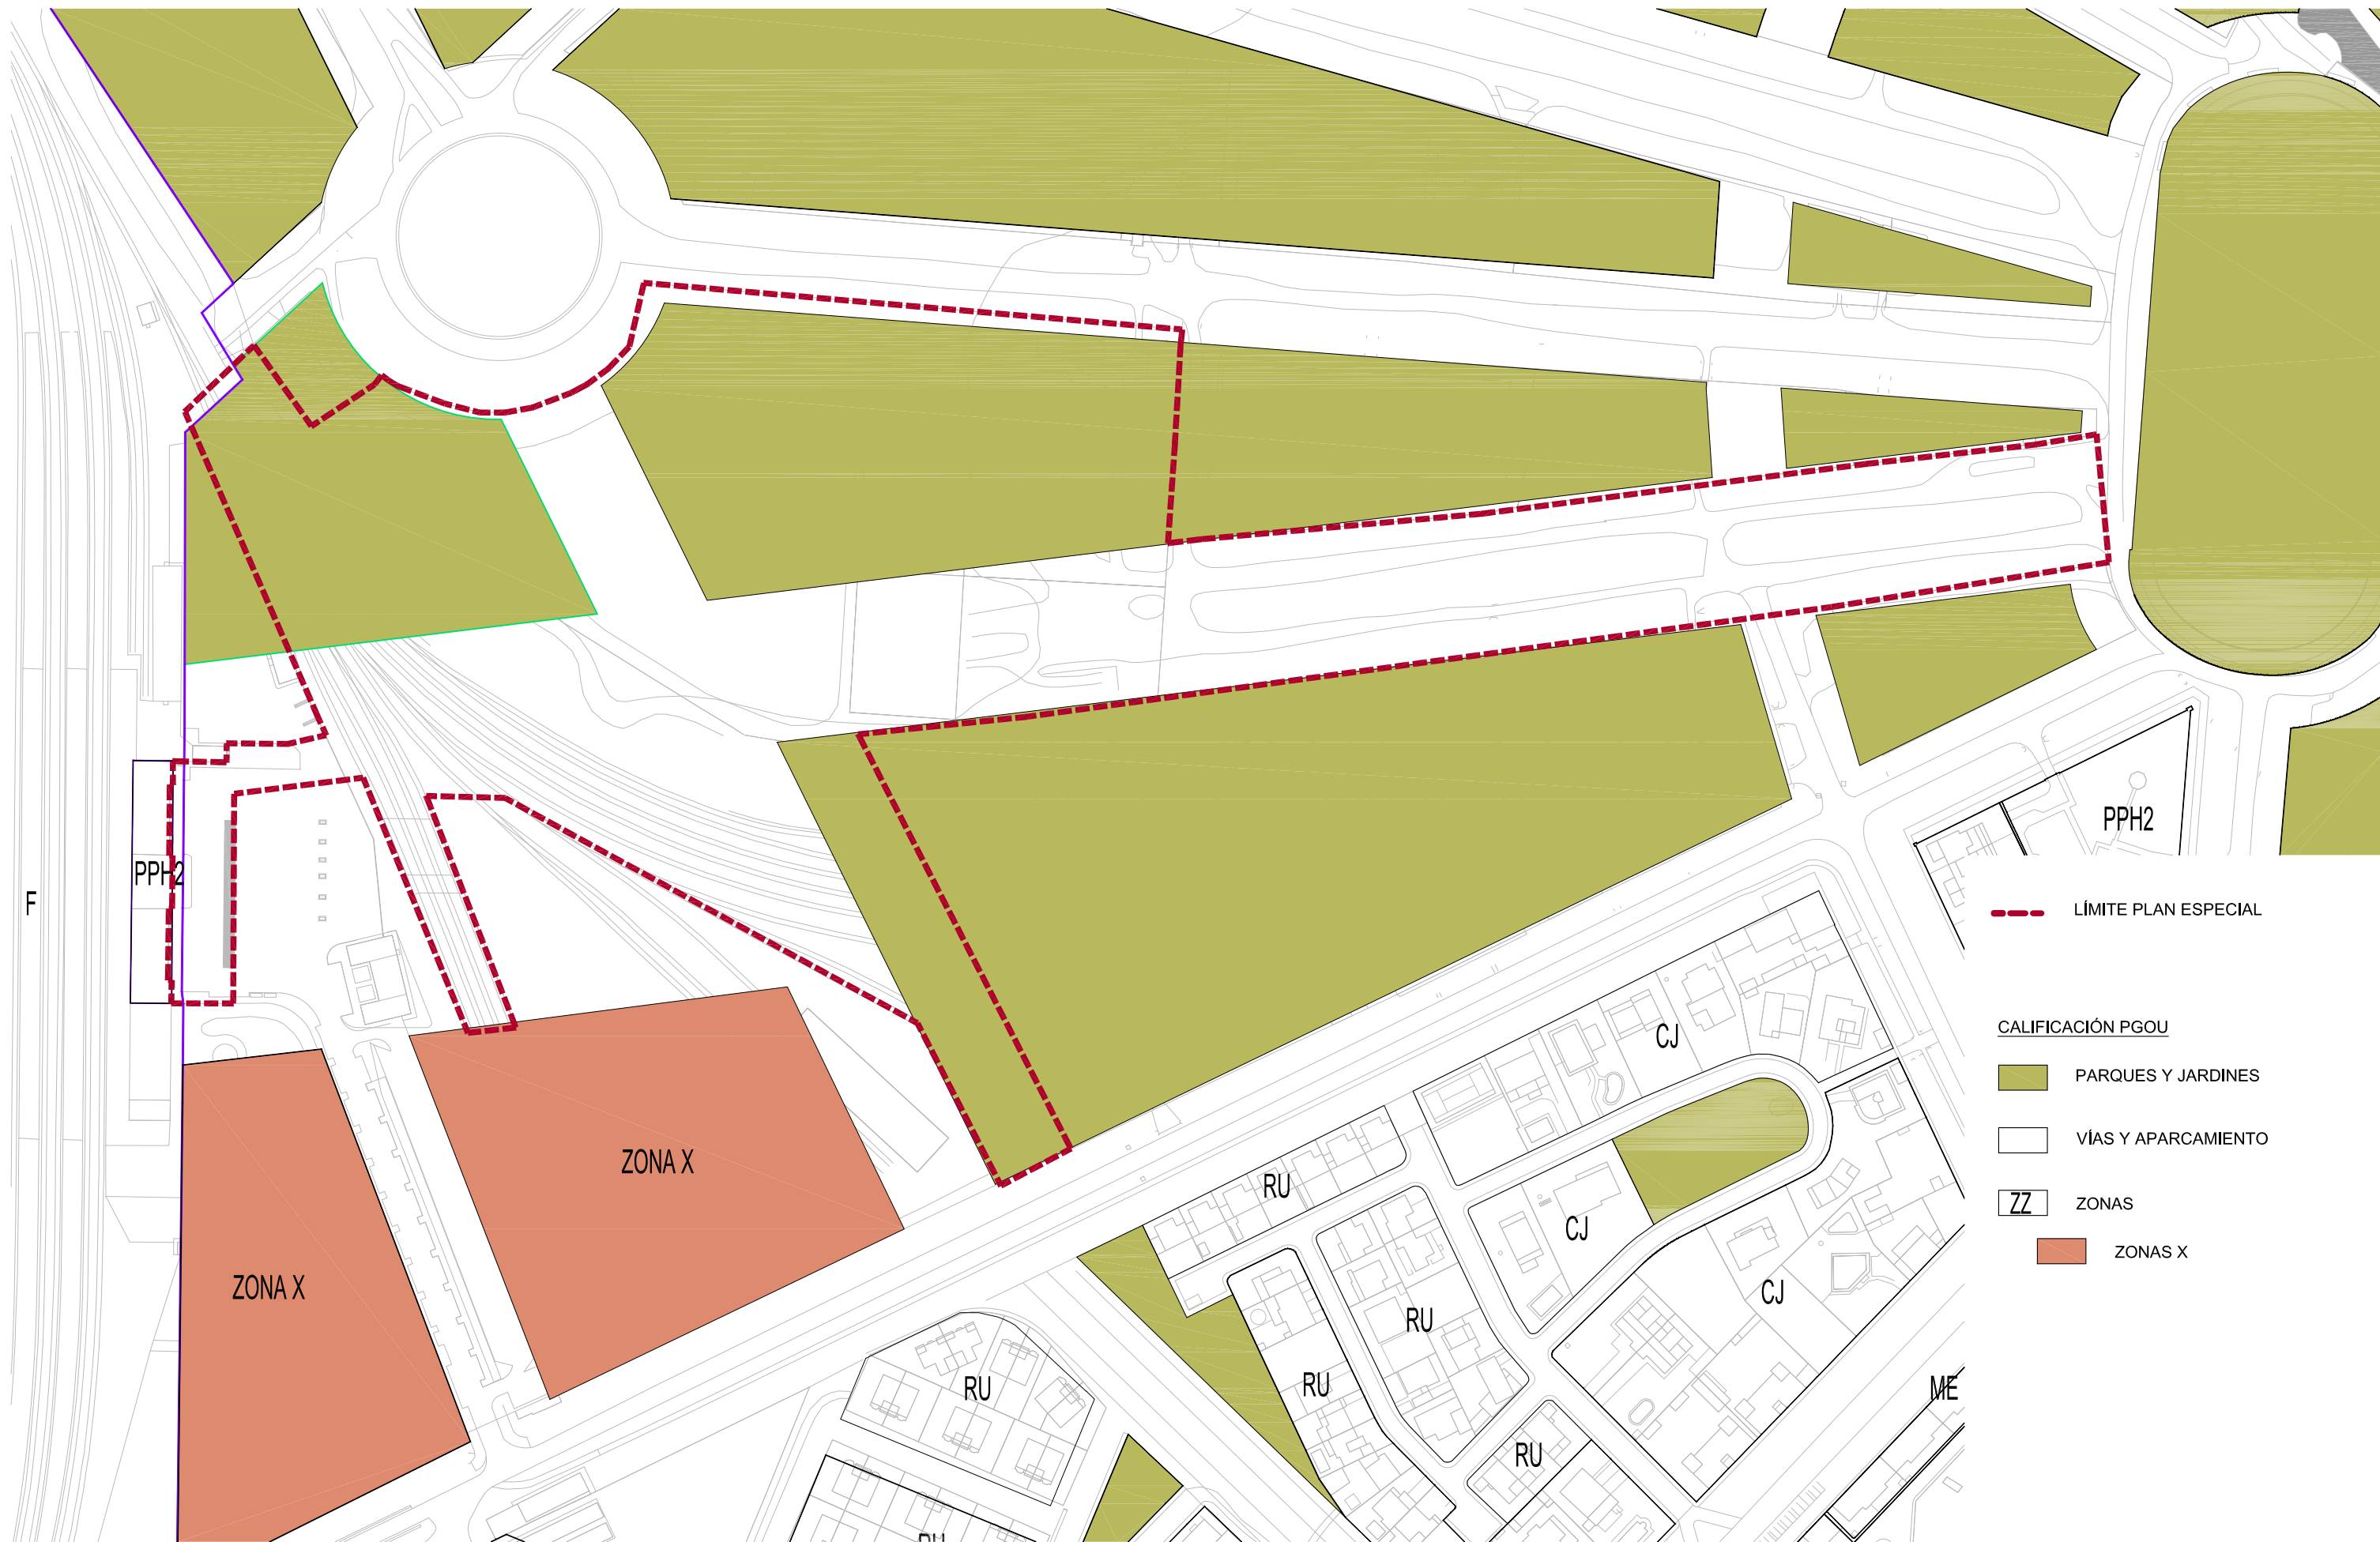 PPH2
LÍMITE PLAN ESPECIAL
PPH2
F
CALIFICACIÓN PGOU
CJ
PARQUES Y JARDINES
VÍAS Y APARCAMIENTO
ZONA X
RU
ZZ ZONAS
CJ
ZONAS X
ZONA X
CJ
RU
RU
RU
ME
RU
RU